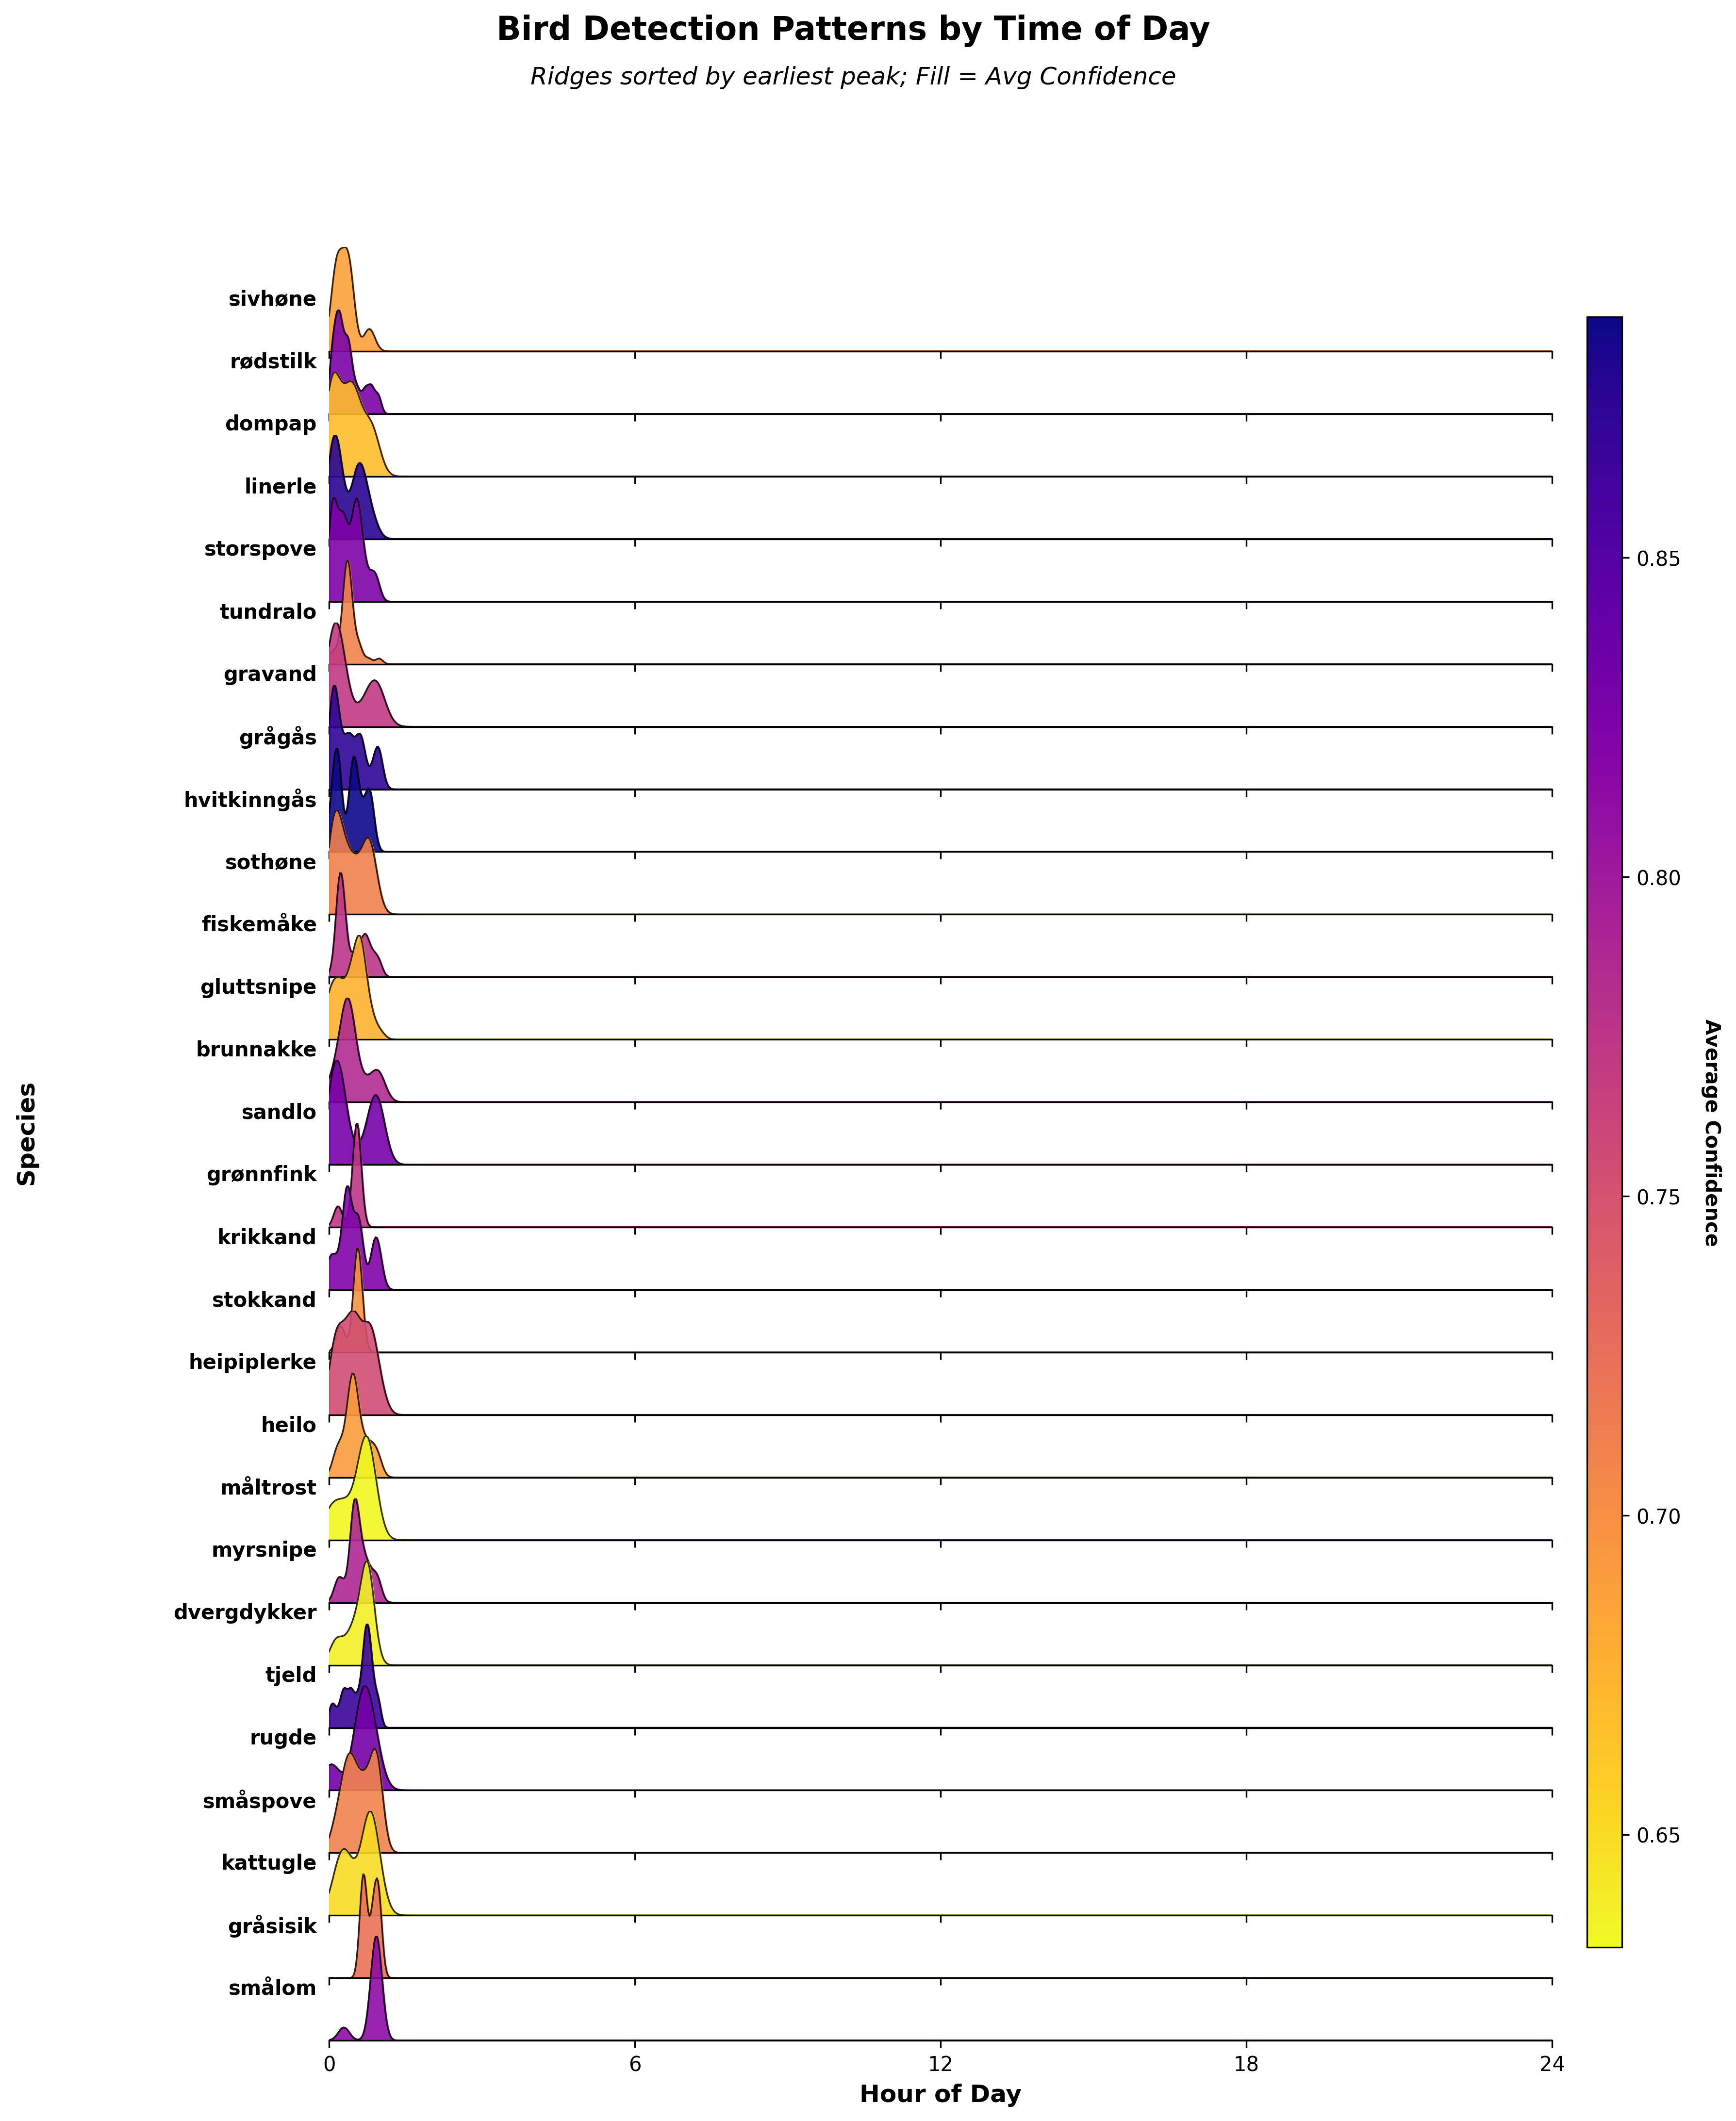 Bird Detection Patterns by Time of Day
Ridges sorted by earliest peak; Fill = Avg Confidence
Species
sivhøne
rødstilk
dompap
linerle
storspove
tundralo
gravand
grågås
hvitkinngås
sothøne
fiskemåke
gluttsnipe
brunnakke
sandlo
grønnfink
krikkand
stokkand
heipiplerke
heilo
måltrost
myrsnipe
dvergdykker
tjeld
rugde
småspove
kattugle
gråsisik
smålom
0 6 12 18 24
Hour of Day
0.85
0.80
0.75
0.70
0.65
Average Confidence